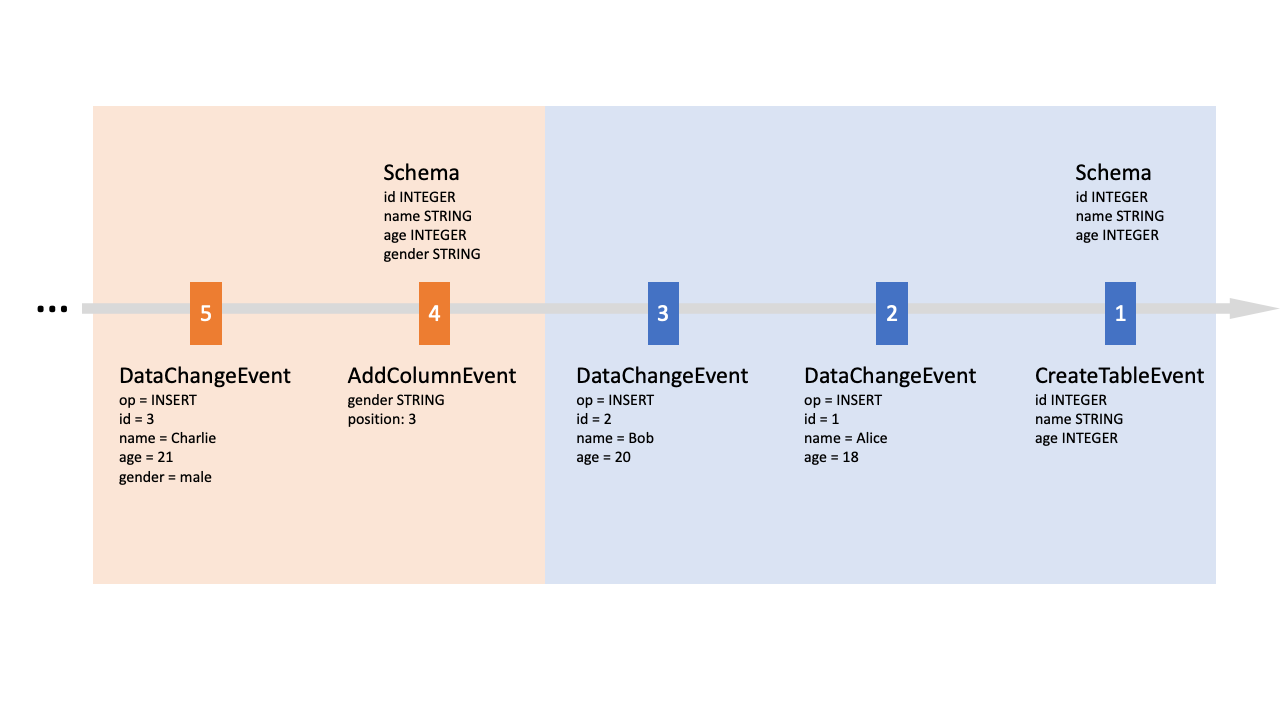 Schema
id INTEGER
name STRING
age INTEGER
gender STRING
Schema
id INTEGER
name STRING
age INTEGER
...
5
4
3
2
1
DataChangeEvent
op = INSERT
id = 3
name = Charlie
age = 21
gender = male
AddColumnEvent
gender STRING
position: 3
DataChangeEvent
op = INSERT
id = 2
name = Bob
age = 20
DataChangeEvent
op = INSERT
id = 1
name = Alice
age = 18
CreateTableEvent
id INTEGER
name STRING
age INTEGER